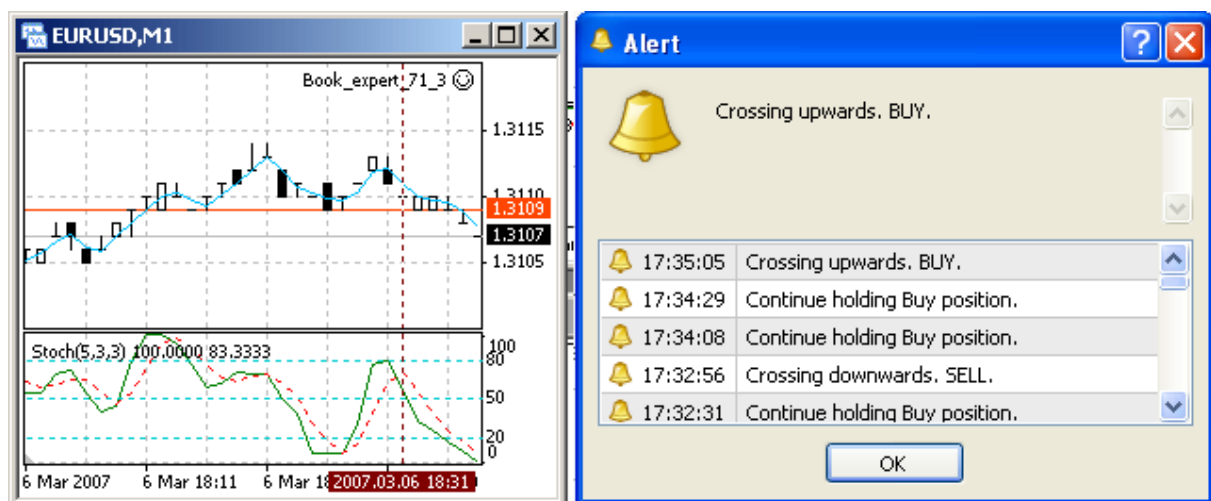 EURUSD,M1
Book_expert_71_3
1.3115
1.3110
1.3109
1.3107
1.3105
Stoch(5,3,3) 100.0000 83.3333
100
80
50
20
0
6 Mar 2007 6 Mar 18:11 6 Mar 2007.03.06 18:31
Alert
Crossing upwards. BUY.
17:35:05 Crossing upwards. BUY.
17:34:29 Continue holding Buy position.
17:34:08 Continue holding Buy position.
17:32:56 Crossing downwards. SELL.
17:32:31 Continue holding Buy position.
OK